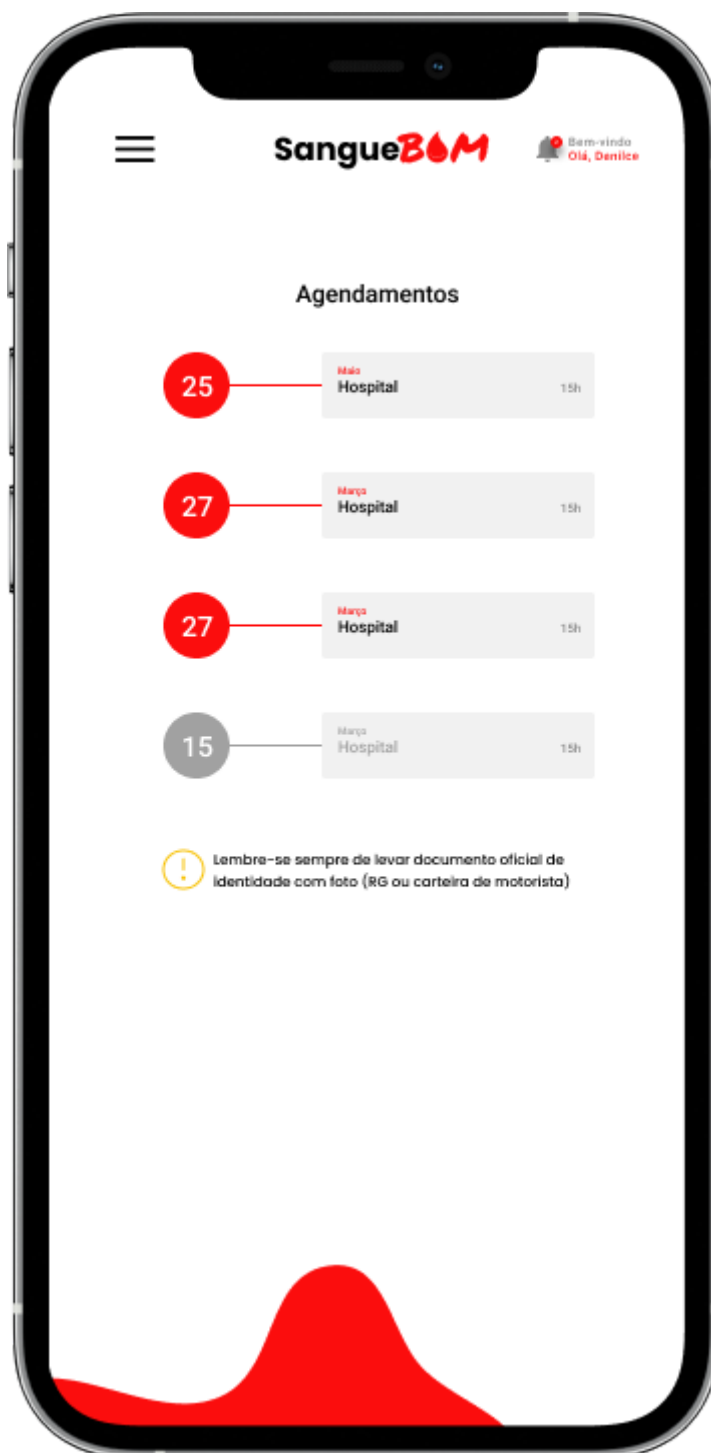 SangueBOM
Bem-vindo
Olá, Denilce
Agendamentos
25
Maio
Hospital
15h
27
Março
Hospital
15h
27
Março
Hospital
15h
15
Março
Hospital
15h
Lembre-se sempre de levar documento oficial de
identidade com foto (RG ou carteira de motorista)